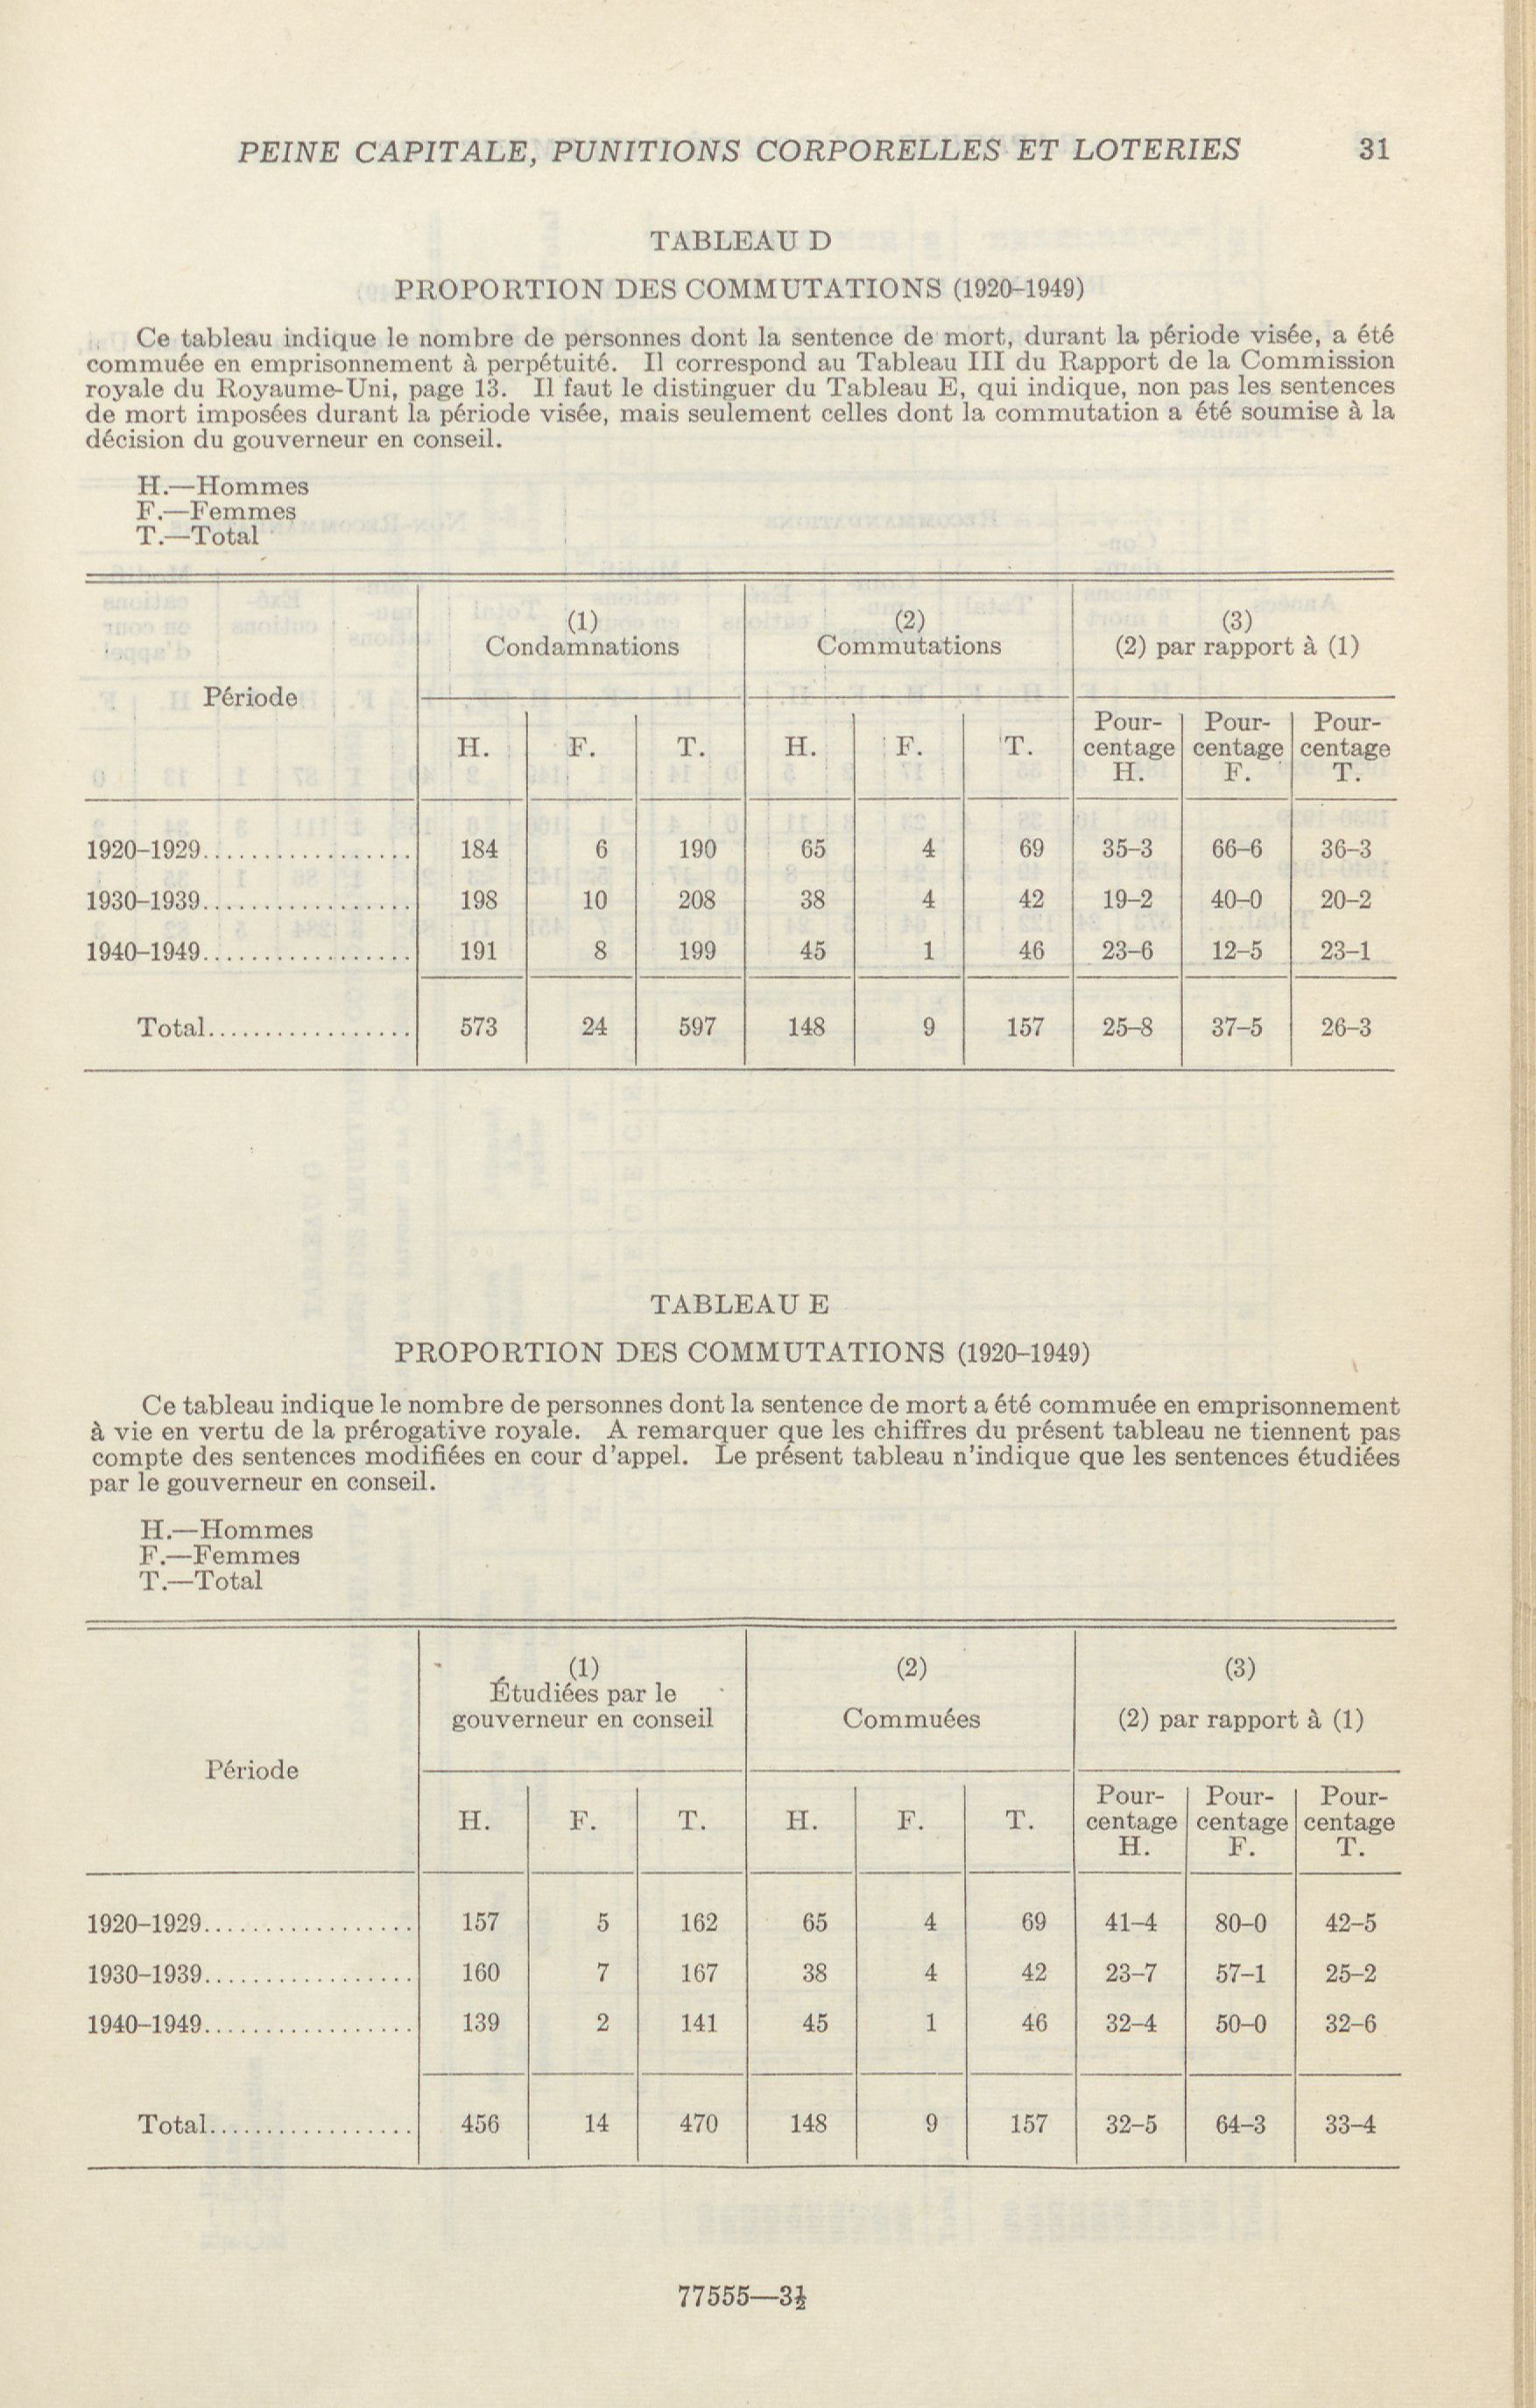 PEINE CAPITALE, PUNITIONS CORPORELLES ET LOTERIES 31
TABLEAU D
PROPORTION DES COMMUTATIONS (1920–1949)
Ce tableau indique le nombre de personnes dont la sentence de mort, durant la période visée, a été
commuée en emprisonnement à perpétuité. Il correspond au Tableau III du Rapport de la Commission
royale du Royaume-Uni, page 13. Il faut le distinguer du Tableau E, qui indique, non pas les sentences
de mort imposées durant la période visée, mais seulement celles dont la commutation a été soumise à la
décision du gouverneur en conseil.
H.—Hommes
F.—Femmes
T.—Total
(1) (2) (3)
Condamnations Commutations (2) par rapport à (1)
Période
Pour- Pour- Pour-
H. F. T. H. F. T. centage centage centage
H. F. T.
1920–1929.................. 184 6 190 65 4 69 35–3 66–6 36–3
1930–1939.................. 198 10 208 38 4 42 19–2 40–0 20–2
1940–1949.................. 191 8 199 45 1 46 23–6 12–5 23–1
Total.................. 573 24 597 148 9 157 25–8 37–5 26–3
TABLEAU E
PROPORTION DES COMMUTATIONS (1920–1949)
Ce tableau indique le nombre de personnes dont la sentence de mort a été commuée en emprisonnement
à vie en vertu de la prérogative royale. A remarquer que les chiffres du présent tableau ne tiennent pas
compte des sentences modifiées en cour d'appel. Le présent tableau n'indique que les sentences étudiées
par le gouverneur en conseil.
H.—Hommes
F.—Femmes
T.—Total
(1) (2) (3)
Étudiées par le
gouverneur en conseil Commuées (2) par rapport à (1)
Période
Pour- Pour- Pour-
H. F. T. H. F. T. centage centage centage
H. F. T.
1920–1929.................. 157 5 162 65 4 69 41–4 80–0 42–5
1930–1939.................. 160 7 167 38 4 42 23–7 57–1 25–2
1940–1949.................. 139 2 141 45 1 46 32–4 50–0 32–6
Total.................. 456 14 470 148 9 157 32–5 64–3 33–4
77555—3½